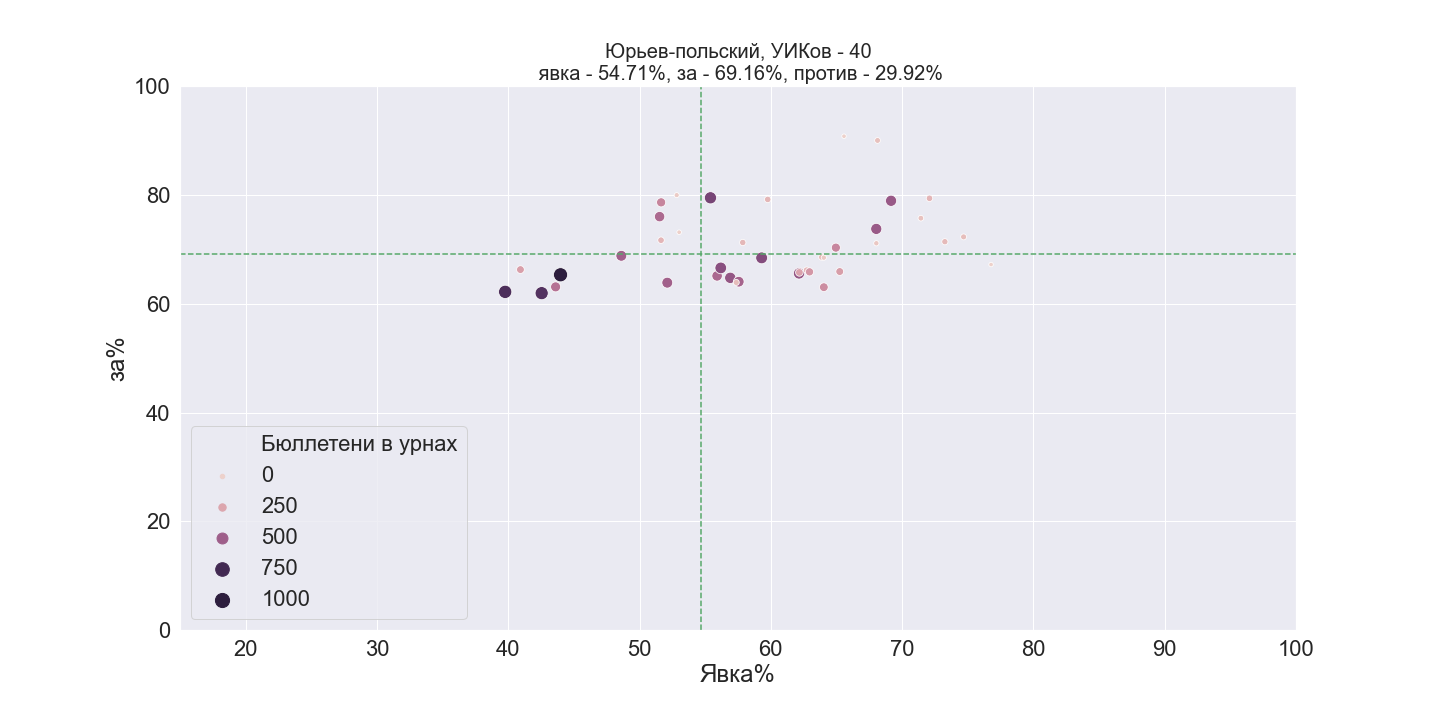 Юрьев-польский, УИКов - 40
явка - 54.71%, за - 69.16%, против - 29.92%
100
80
60
40
20
0
за%
Бюллетени в урнах
0
250
500
750
1000
20 30 40 50 60 70 80 90 100
Явка%